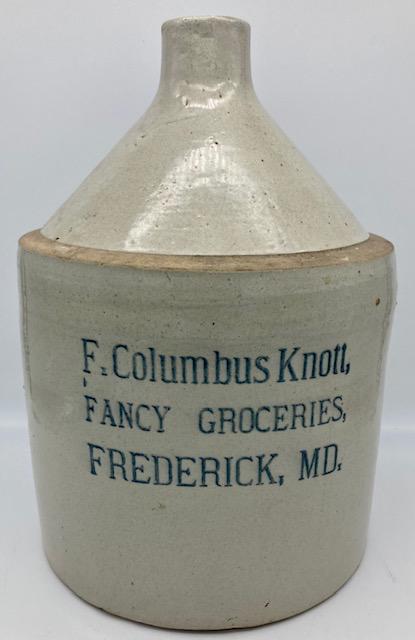 F. Columbus Knott,
FANCY GROCERIES,
FREDERICK, MD.